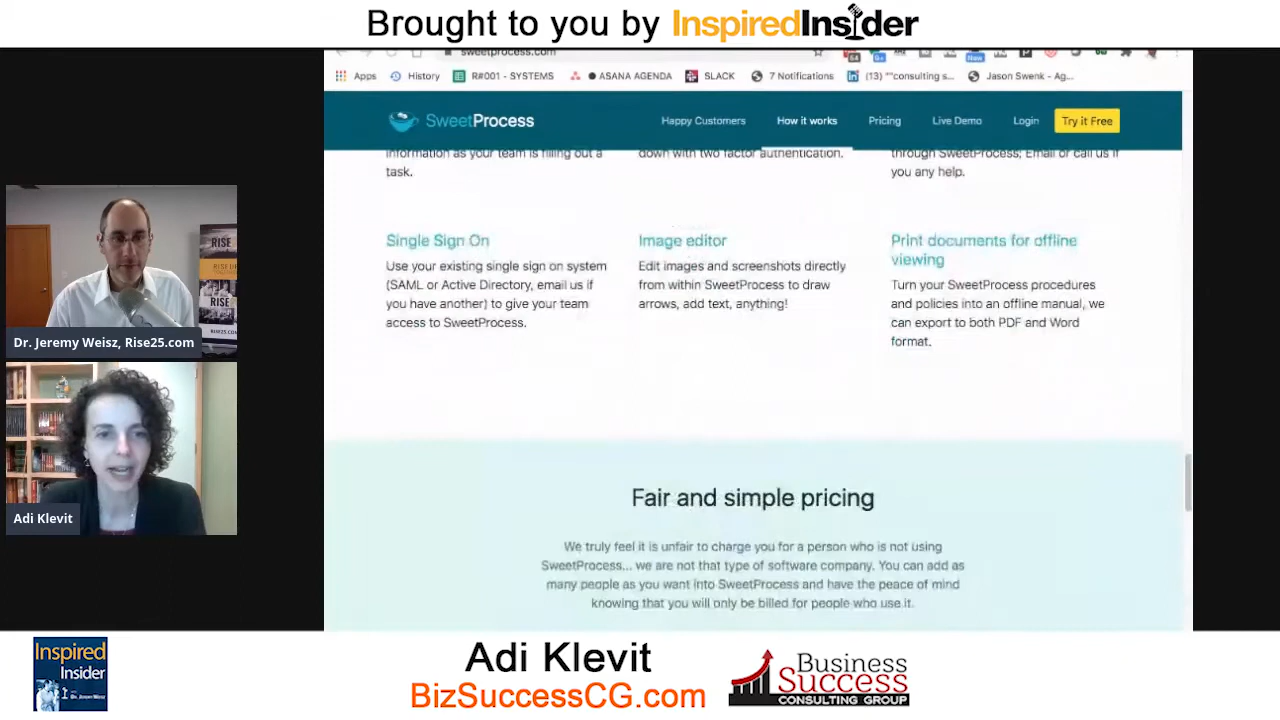 Brought to you by InspiredInsider
sweetprocess.com
Apps History R#001 - SYSTEMS ASANA AGENDA SLACK 7 Notifications (13) ""consulting s... Jason Swenk - Ag...
64 New
SweetProcess Happy Customers How it works Pricing Live Demo Login Try it Free
information as your team is filling out a
task.
down with two factor authentication.
through SweetProcess; Email or call us if
you any help.
Single Sign On
Use your existing single sign on system
(SAML or Active Directory, email us if
you have another) to give your team
access to SweetProcess.
Image editor
Edit images and screenshots directly
from within SweetProcess to draw
arrows, add text, anything!
Print documents for offline
viewing
Turn your SweetProcess procedures
and policies into an offline manual, we
can export to both PDF and Word
format.
Fair and simple pricing
We truly feel it is unfair to charge you for a person who is not using
SweetProcess... we are not that type of software company. You can add as
many people as you want into SweetProcess and have the peace of mind
knowing that you will only be billed for people who use it.
RISE
RISE
RISE25.COM
Dr. Jeremy Weisz, Rise25.com
Adi Klevit
Inspired
Insider
Adi Klevit
BizSuccessCG.com
Business
Success
CONSULTING GROUP